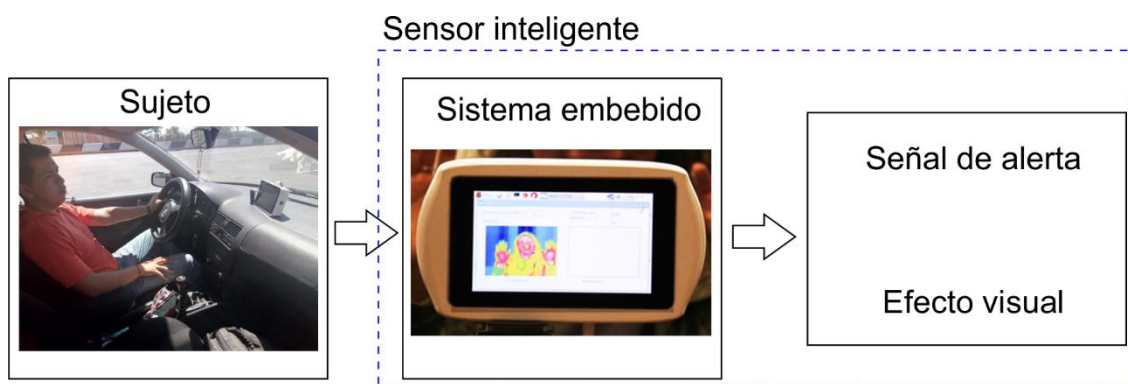 Sensor inteligente
Sujeto
Sistema embebido
Señal de alerta
Efecto visual